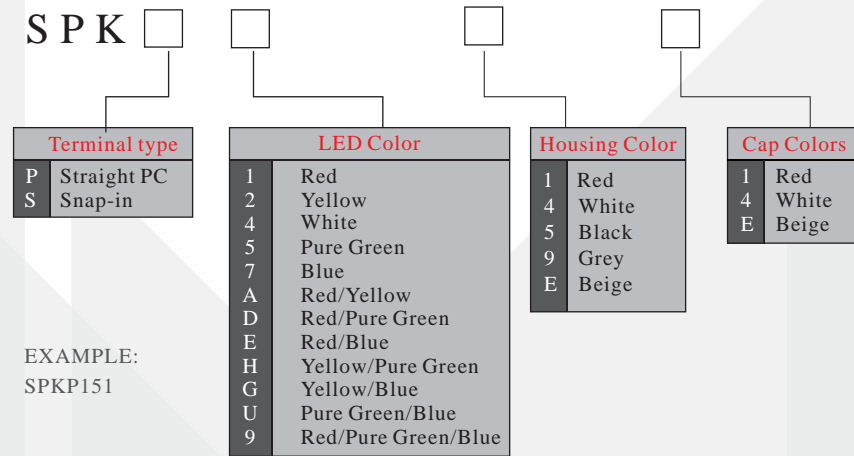 SPK
Terminal type
P Straight PC
S Snap-in
LED Color
1 Red
2 Yellow
4 White
5 Pure Green
7 Blue
A Red/Yellow
D Red/Pure Green
E Red/Blue
H Yellow/Pure Green
G Yellow/Blue
U Pure Green/Blue
9 Red/Pure Green/Blue
Housing Color
1 Red
4 White
5 Black
9 Grey
E Beige
Cap Colors
1 Red
4 White
E Beige
EXAMPLE:
SPKP151